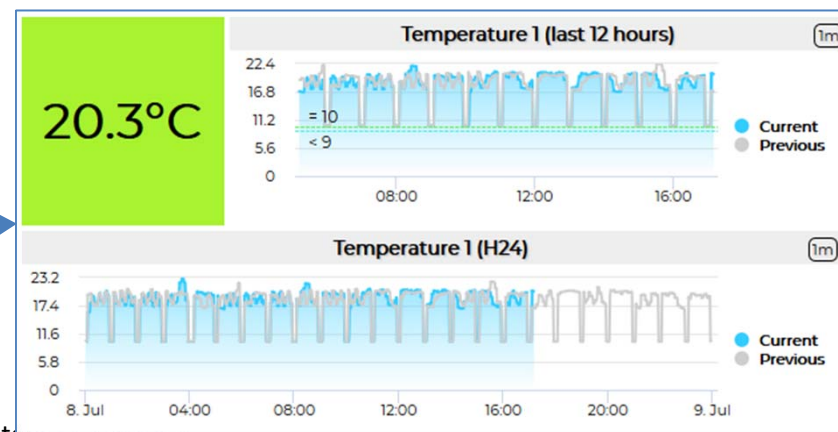 20.3°C
Temperature 1 (last 12 hours)
1m
22.4
16.8
11.2
5.6
0
= 10
< 9
08:00
12:00
16:00
Current
Previous
Temperature 1 (H24)
1m
23.2
17.4
11.6
5.8
0
8. Jul
04:00
08:00
12:00
16:00
20:00
9. Jul
Current
Previous